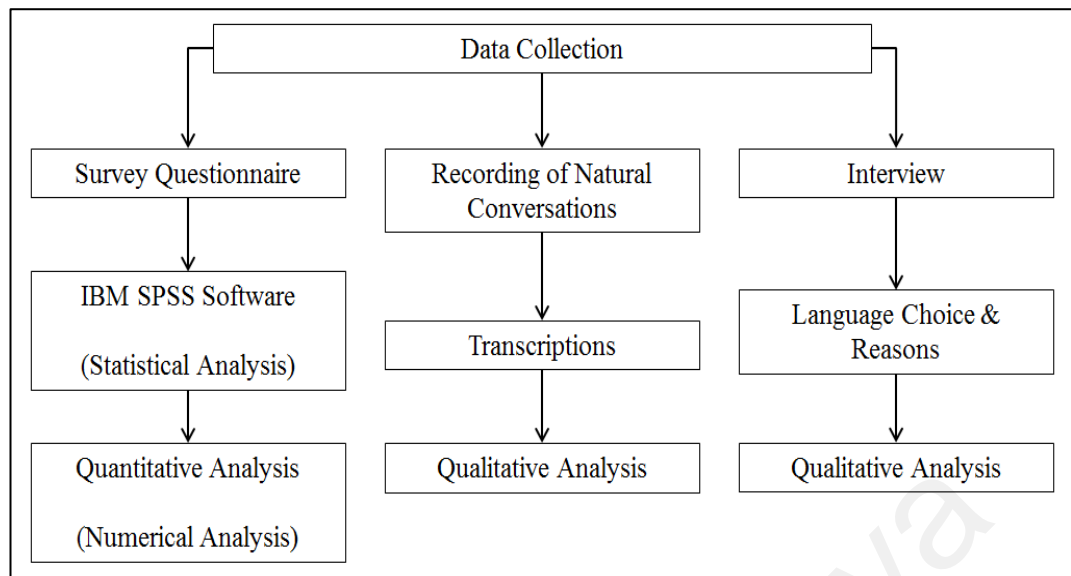 Data Collection
Survey Questionnaire
Recording of Natural
Conversations
Interview
IBM SPSS Software
(Statistical Analysis)
Transcriptions
Language Choice &
Reasons
Quantitative Analysis
(Numerical Analysis)
Qualitative Analysis
Qualitative Analysis